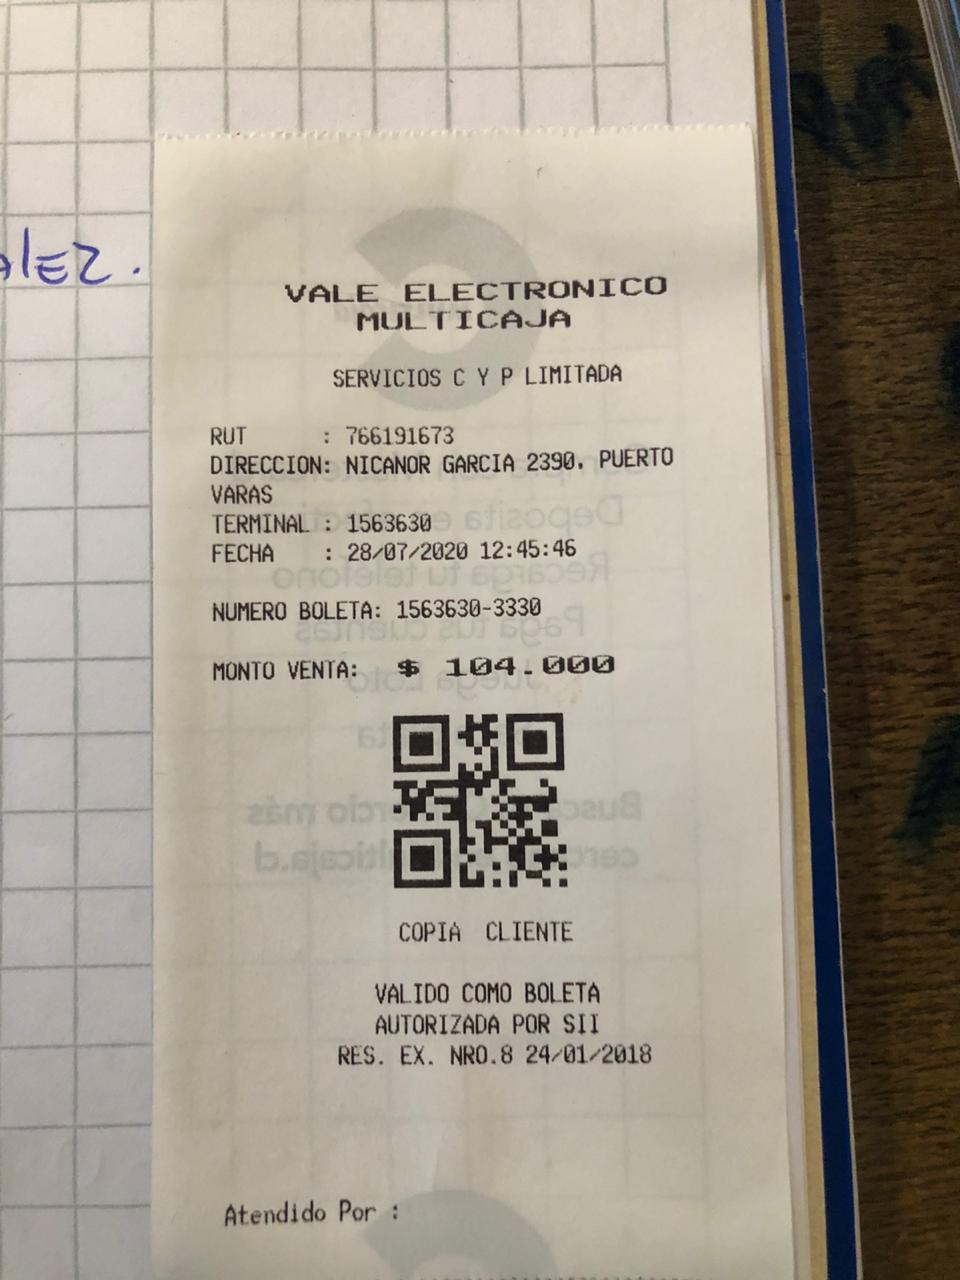 VALE ELECTRONICO
MULTICAJA
SERVICIOS C Y P LIMITADA
RUT : 766191673
DIRECCION: NICANOR GARCIA 2390, PUERTO
VARAS
TERMINAL : 1563630
FECHA : 28/07/2020 12:45:46
NUMERO BOLETA: 1563630-3330
MONTO VENTA: $ 104.000
COPIA CLIENTE
VALIDO COMO BOLETA
AUTORIZADA POR SII
RES. EX. NRO.8 24/01/2018
Atendido Por :